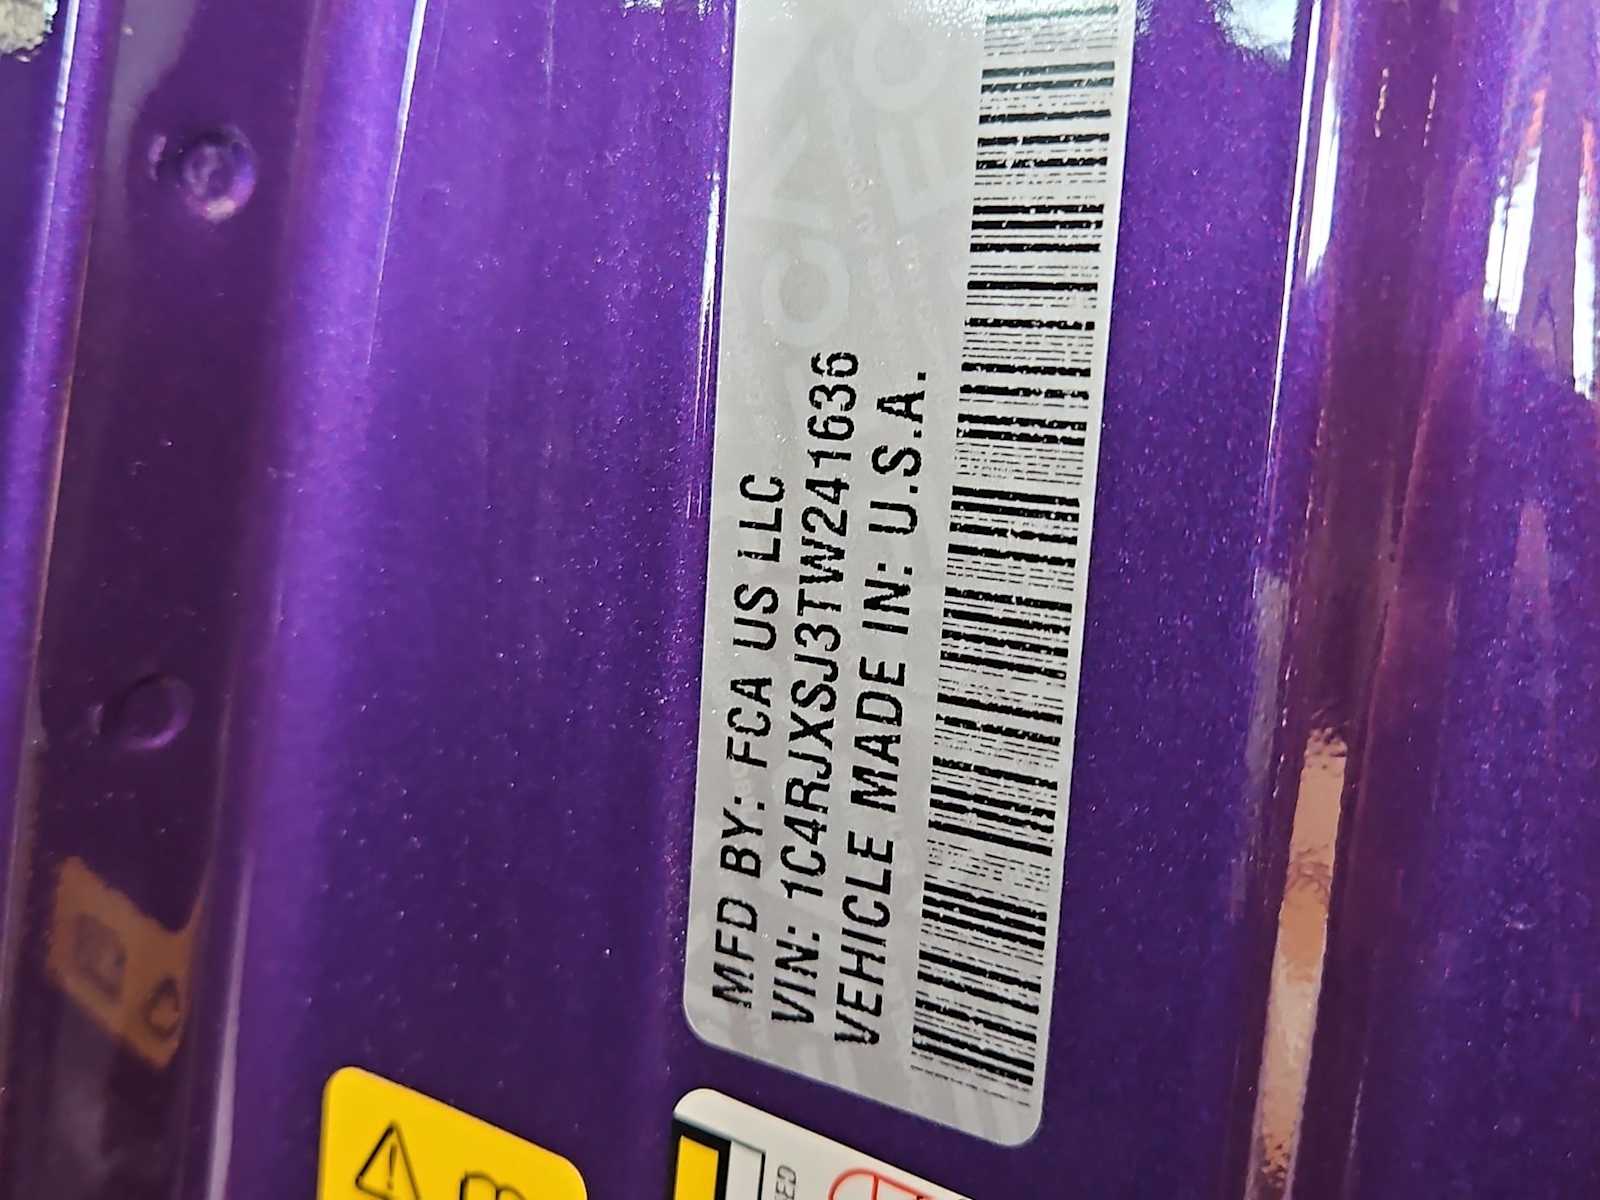 MFD BY: FCA US LLC
VIN: 1C4RJXSJ3TW241636
VEHICLE MADE IN: U.S.A.